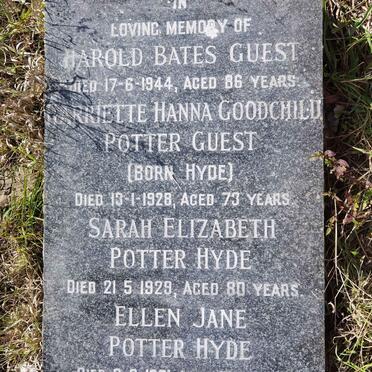 IN
LOVING MEMORY OF
HAROLD BATES GUEST
DIED 17-6-1944, AGED 86 YEARS.
HARRIETTE HANNA GOODCHILD
POTTER GUEST
(BORN HYDE)
DIED 13-1-1928, AGED 73 YEARS.
SARAH ELIZABETH
POTTER HYDE
DIED 21 5 1929, AGED 80 YEARS.
ELLEN JANE
POTTER HYDE
DIED